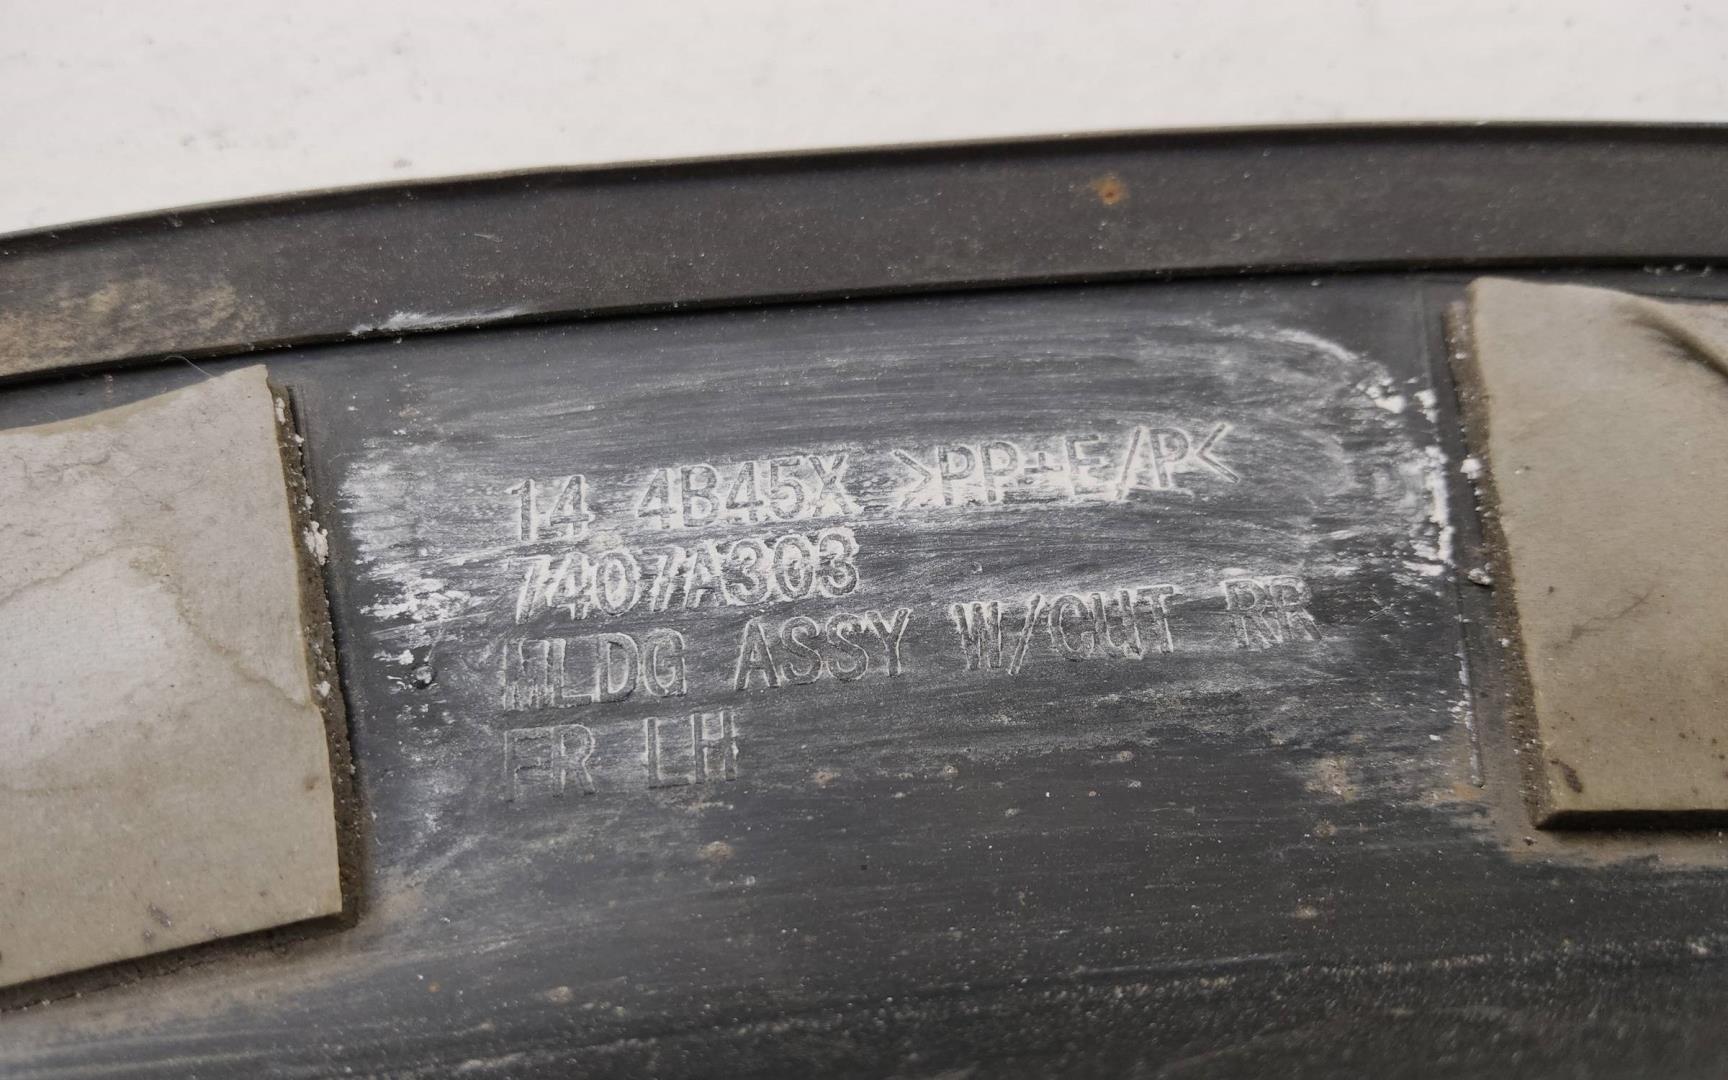 14 4B45X >PP+E/P<
7407A303
MLDG ASSY W/OUT RR
FR LH